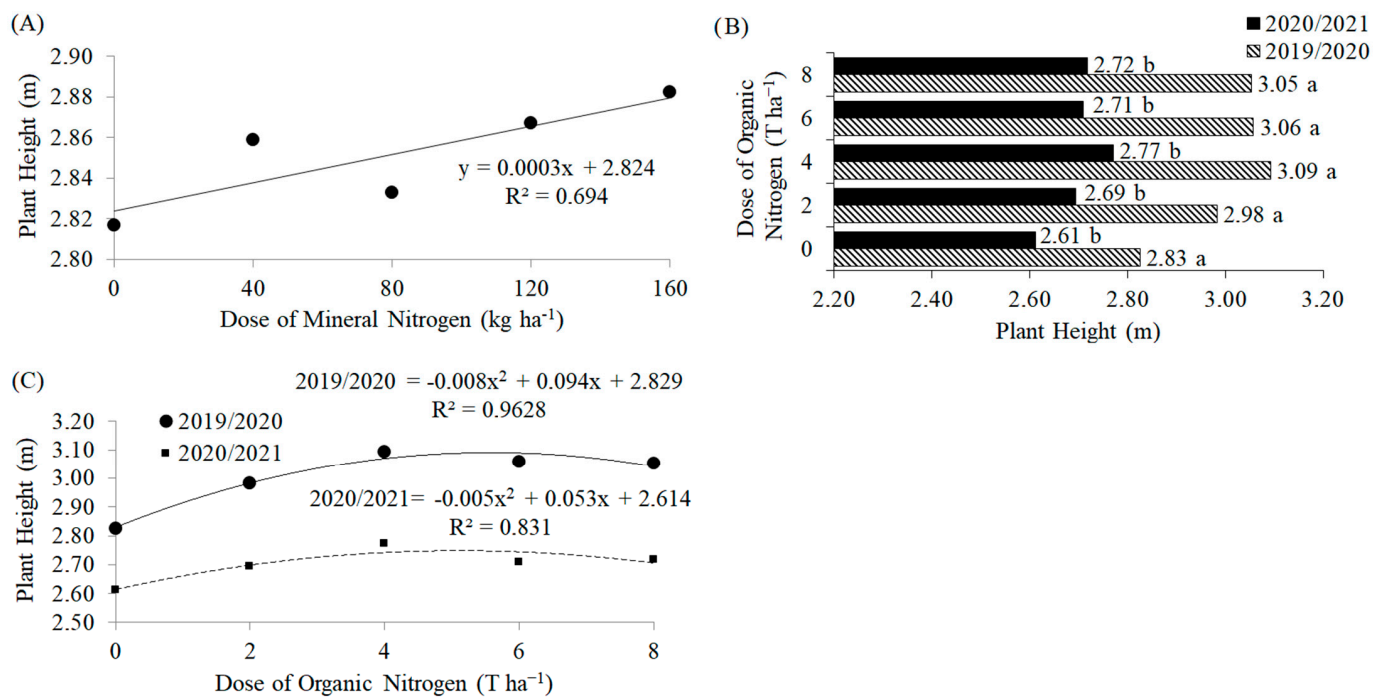 (A)
2.90
2.88
2.86
2.84
2.82
2.80
Plant Height (m)
y = 0.0003x + 2.824
R² = 0.694
0 40 80 120 160
Dose of Mineral Nitrogen (kg ha⁻¹)
(B)
2020/2021
2019/2020
Dose of Organic
Nitrogen (T ha⁻¹)
8
2.72 b
3.05 a
6
2.71 b
3.06 a
4
2.77 b
3.09 a
2
2.69 b
2.98 a
0
2.61 b
2.83 a
2.20 2.40 2.60 2.80 3.00 3.20
Plant Height (m)
(C)
2019/2020 = -0.008x² + 0.094x + 2.829
R² = 0.9628
2019/2020
2020/2021
3.20
3.10
3.00
2.90
2.80
2.70
2.60
2.50
Plant Height (m)
2020/2021= -0.005x² + 0.053x + 2.614
R² = 0.831
0 2 4 6 8
Dose of Organic Nitrogen (T ha⁻¹)